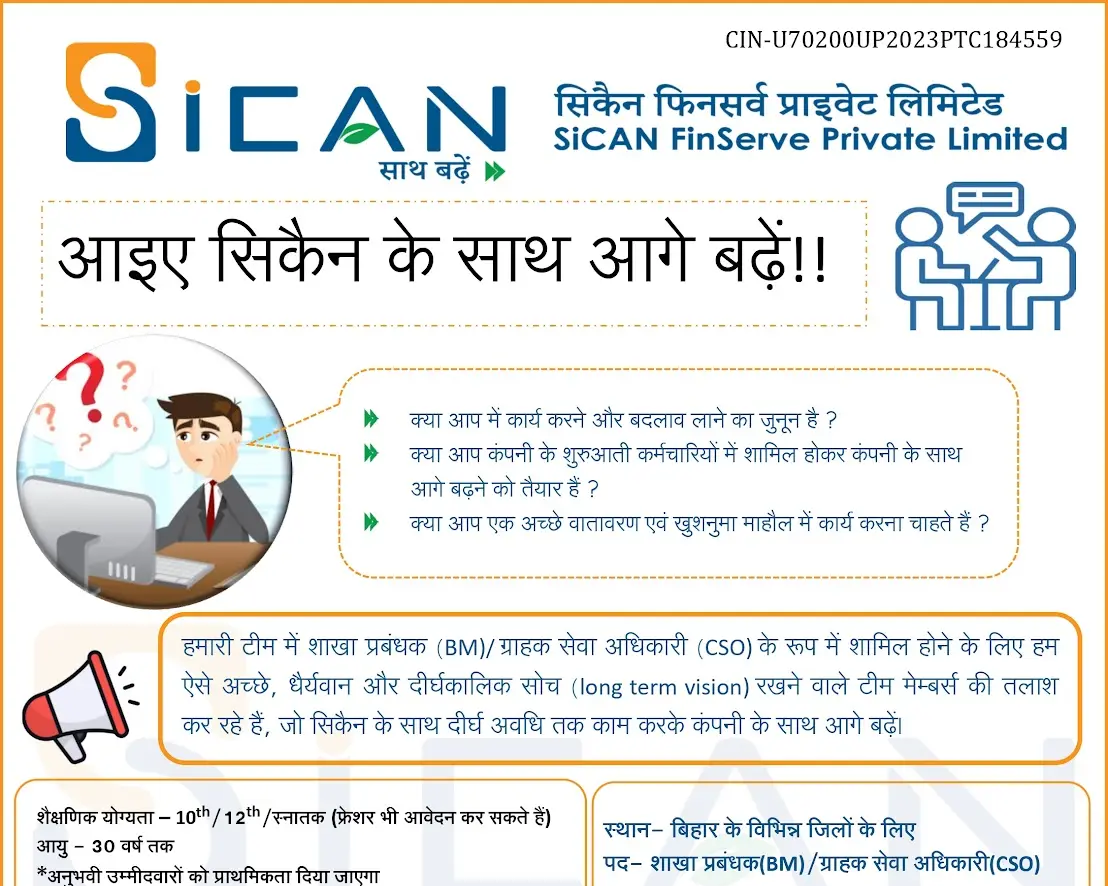 CIN-U70200UP2023PTC184559
SiCAN
साथ बढ़ें
सिकैन फिनसर्व प्राइवेट लिमिटेड
SiCAN FinServe Private Limited
आइए सिकैन के साथ आगे बढ़ें!!
क्या आप में कार्य करने और बदलाव लाने का जुनून है ?
क्या आप कंपनी के शुरुआती कर्मचारियों में शामिल होकर कंपनी के साथ
आगे बढ़ने को तैयार हैं ?
क्या आप एक अच्छे वातावरण एवं खुशनुमा माहौल में कार्य करना चाहते हैं ?
हमारी टीम में शाखा प्रबंधक (BM)/ ग्राहक सेवा अधिकारी (CSO) के रूप में शामिल होने के लिए हम
ऐसे अच्छे, धैर्यवान और दीर्घकालिक सोच (long term vision) रखने वाले टीम मेम्बर्स की तलाश
कर रहे हैं, जो सिकैन के साथ दीर्घ अवधि तक काम करके कंपनी के साथ आगे बढ़ें।
शैक्षणिक योग्यता – 10th/12th/स्नातक (फ्रेशर भी आवेदन कर सकते हैं)
आयु – 30 वर्ष तक
*अनुभवी उम्मीदवारों को प्राथमिकता दिया जाएगा
स्थान– बिहार के विभिन्न जिलों के लिए
पद– शाखा प्रबंधक(BM)/ग्राहक सेवा अधिकारी(CSO)